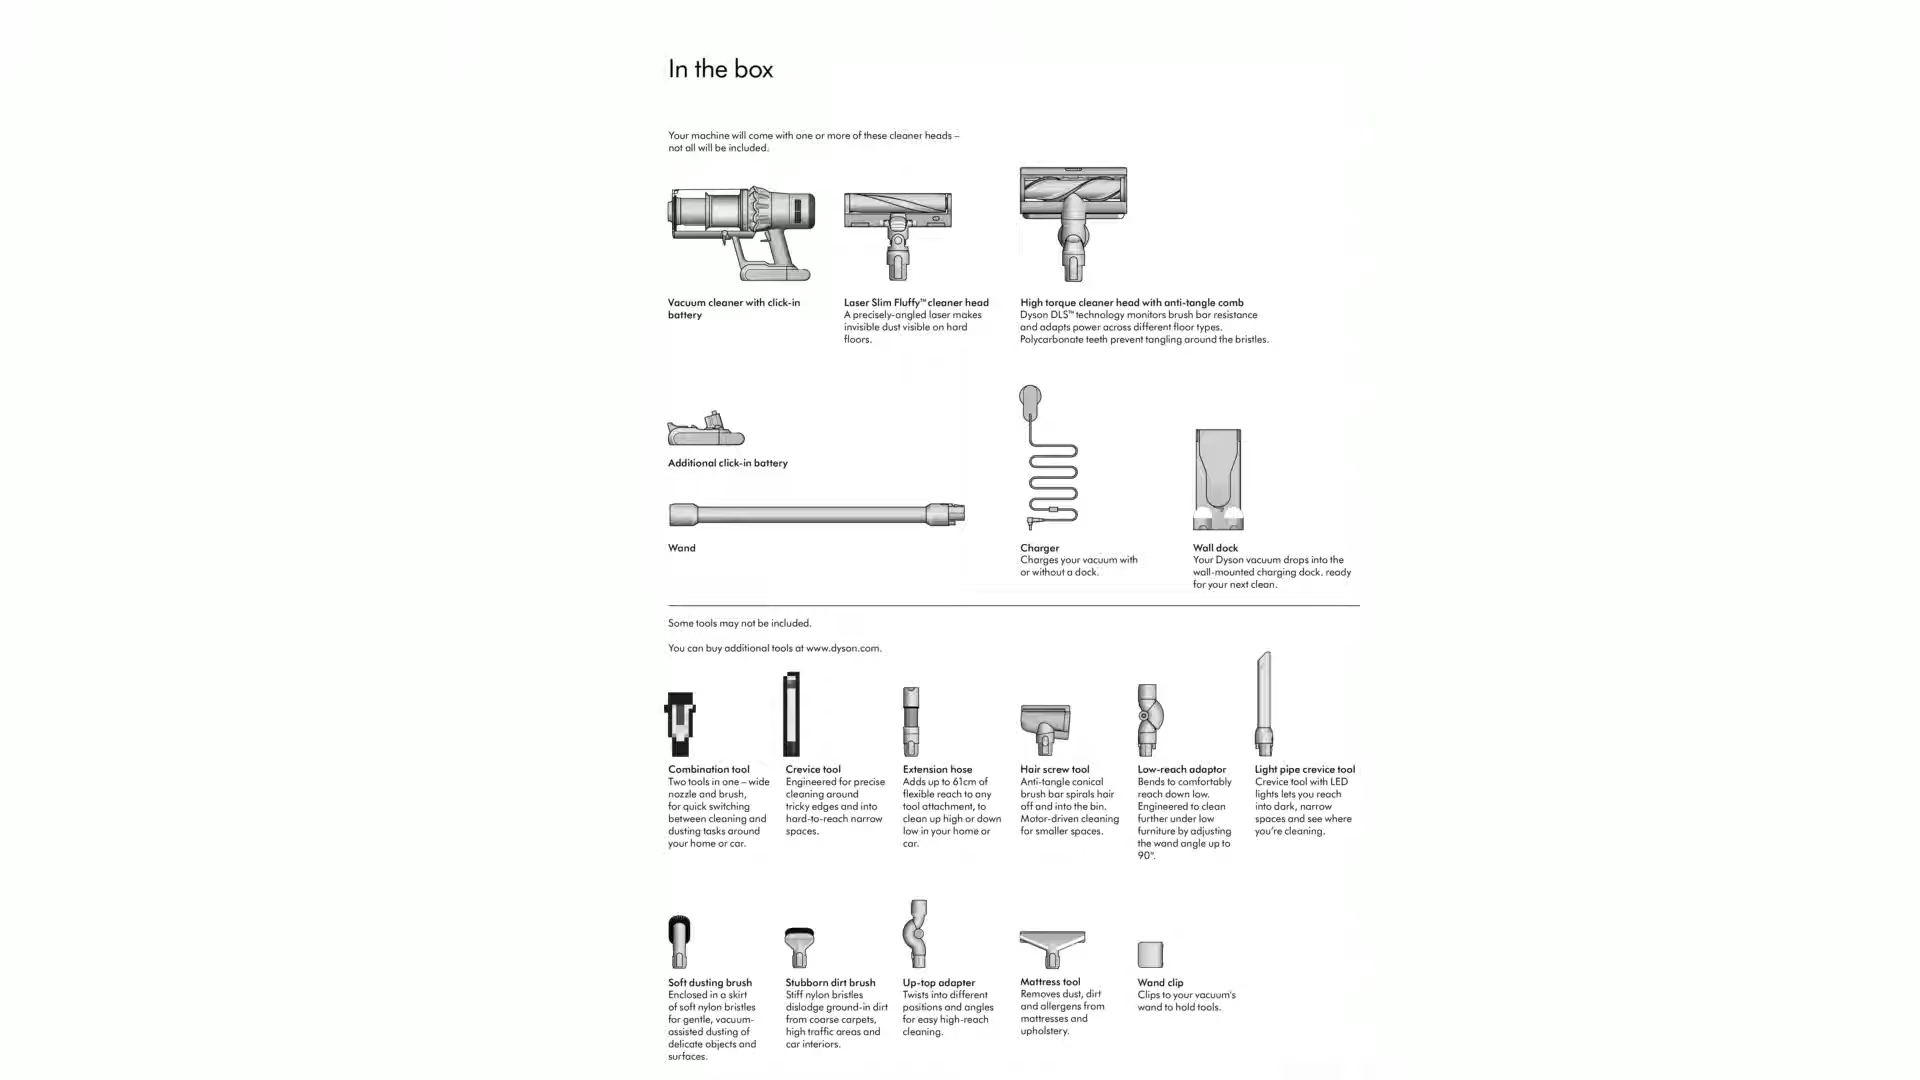 In the box
Your machine will come with one or more of these cleaner heads –
not all will be included.
Vacuum cleaner with click-in
battery
Laser Slim Fluffy™ cleaner head
A precisely-angled laser makes
invisible dust visible on hard
floors.
High torque cleaner head with anti-tangle comb
Dyson DLS™ technology monitors brush bar resistance
and adapts power across different floor types.
Polycarbonate teeth prevent tangling around the bristles.
Additional click-in battery
Wand
Charger
Charges your vacuum with
or without a dock.
Wall dock
Your Dyson vacuum drops into the
wall-mounted charging dock. ready
for your next clean.
Some tools may not be included.
You can buy additional tools at www.dyson.com.
Combination tool
Two tools in one – wide
nozzle and brush,
for quick switching
between cleaning and
dusting tasks around
your home or car.
Crevice tool
Engineered for precise
cleaning around
tricky edges and into
hard-to-reach narrow
spaces.
Extension hose
Adds up to 61cm of
flexible reach to any
tool attachment, to
clean up high or down
low in your home or
car.
Hair screw tool
Anti-tangle conical
brush bar spirals hair
off and into the bin.
Motor-driven cleaning
for smaller spaces.
Low-reach adaptor
Bends to comfortably
reach down low.
Engineered to clean
further under low
furniture by adjusting
the wand angle up to
90°.
Light pipe crevice tool
Crevice tool with LED
lights lets you reach
into dark, narrow
spaces and see where
you're cleaning.
Soft dusting brush
Enclosed in a skirt
of soft nylon bristles
for gentle, vacuum-
assisted dusting of
delicate objects and
surfaces.
Stubborn dirt brush
Stiff nylon bristles
dislodge ground-in dirt
from coarse carpets,
high traffic areas and
car interiors.
Up-top adapter
Twists into different
positions and angles
for easy high-reach
cleaning.
Mattress tool
Removes dust, dirt
and allergens from
mattresses and
upholstery.
Wand clip
Clips to your vacuum's
wand to hold tools.